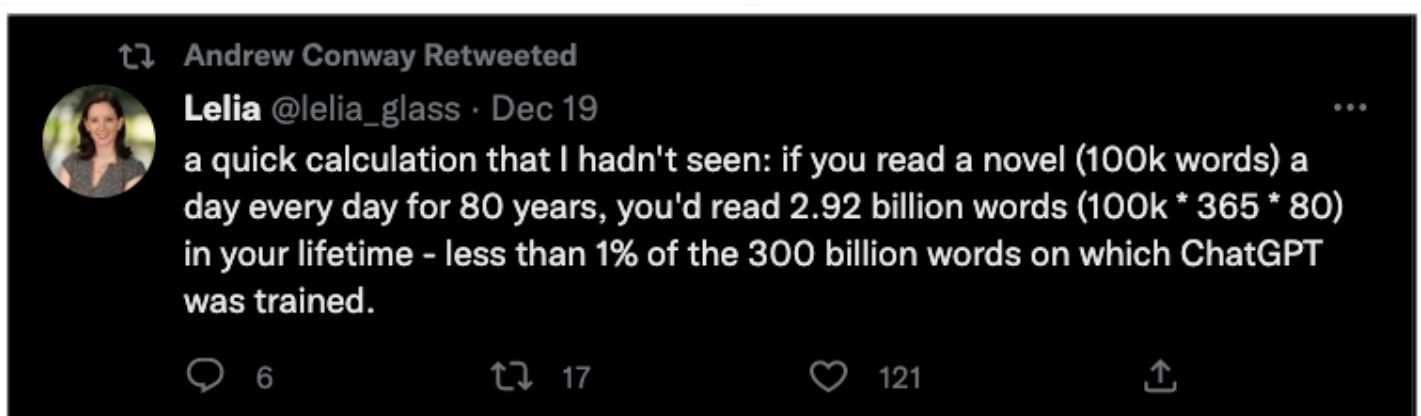 Andrew Conway Retweeted
Lelia @lelia_glass · Dec 19
a quick calculation that I hadn't seen: if you read a novel (100k words) a
day every day for 80 years, you'd read 2.92 billion words (100k * 365 * 80)
in your lifetime - less than 1% of the 300 billion words on which ChatGPT
was trained.
6 17 121